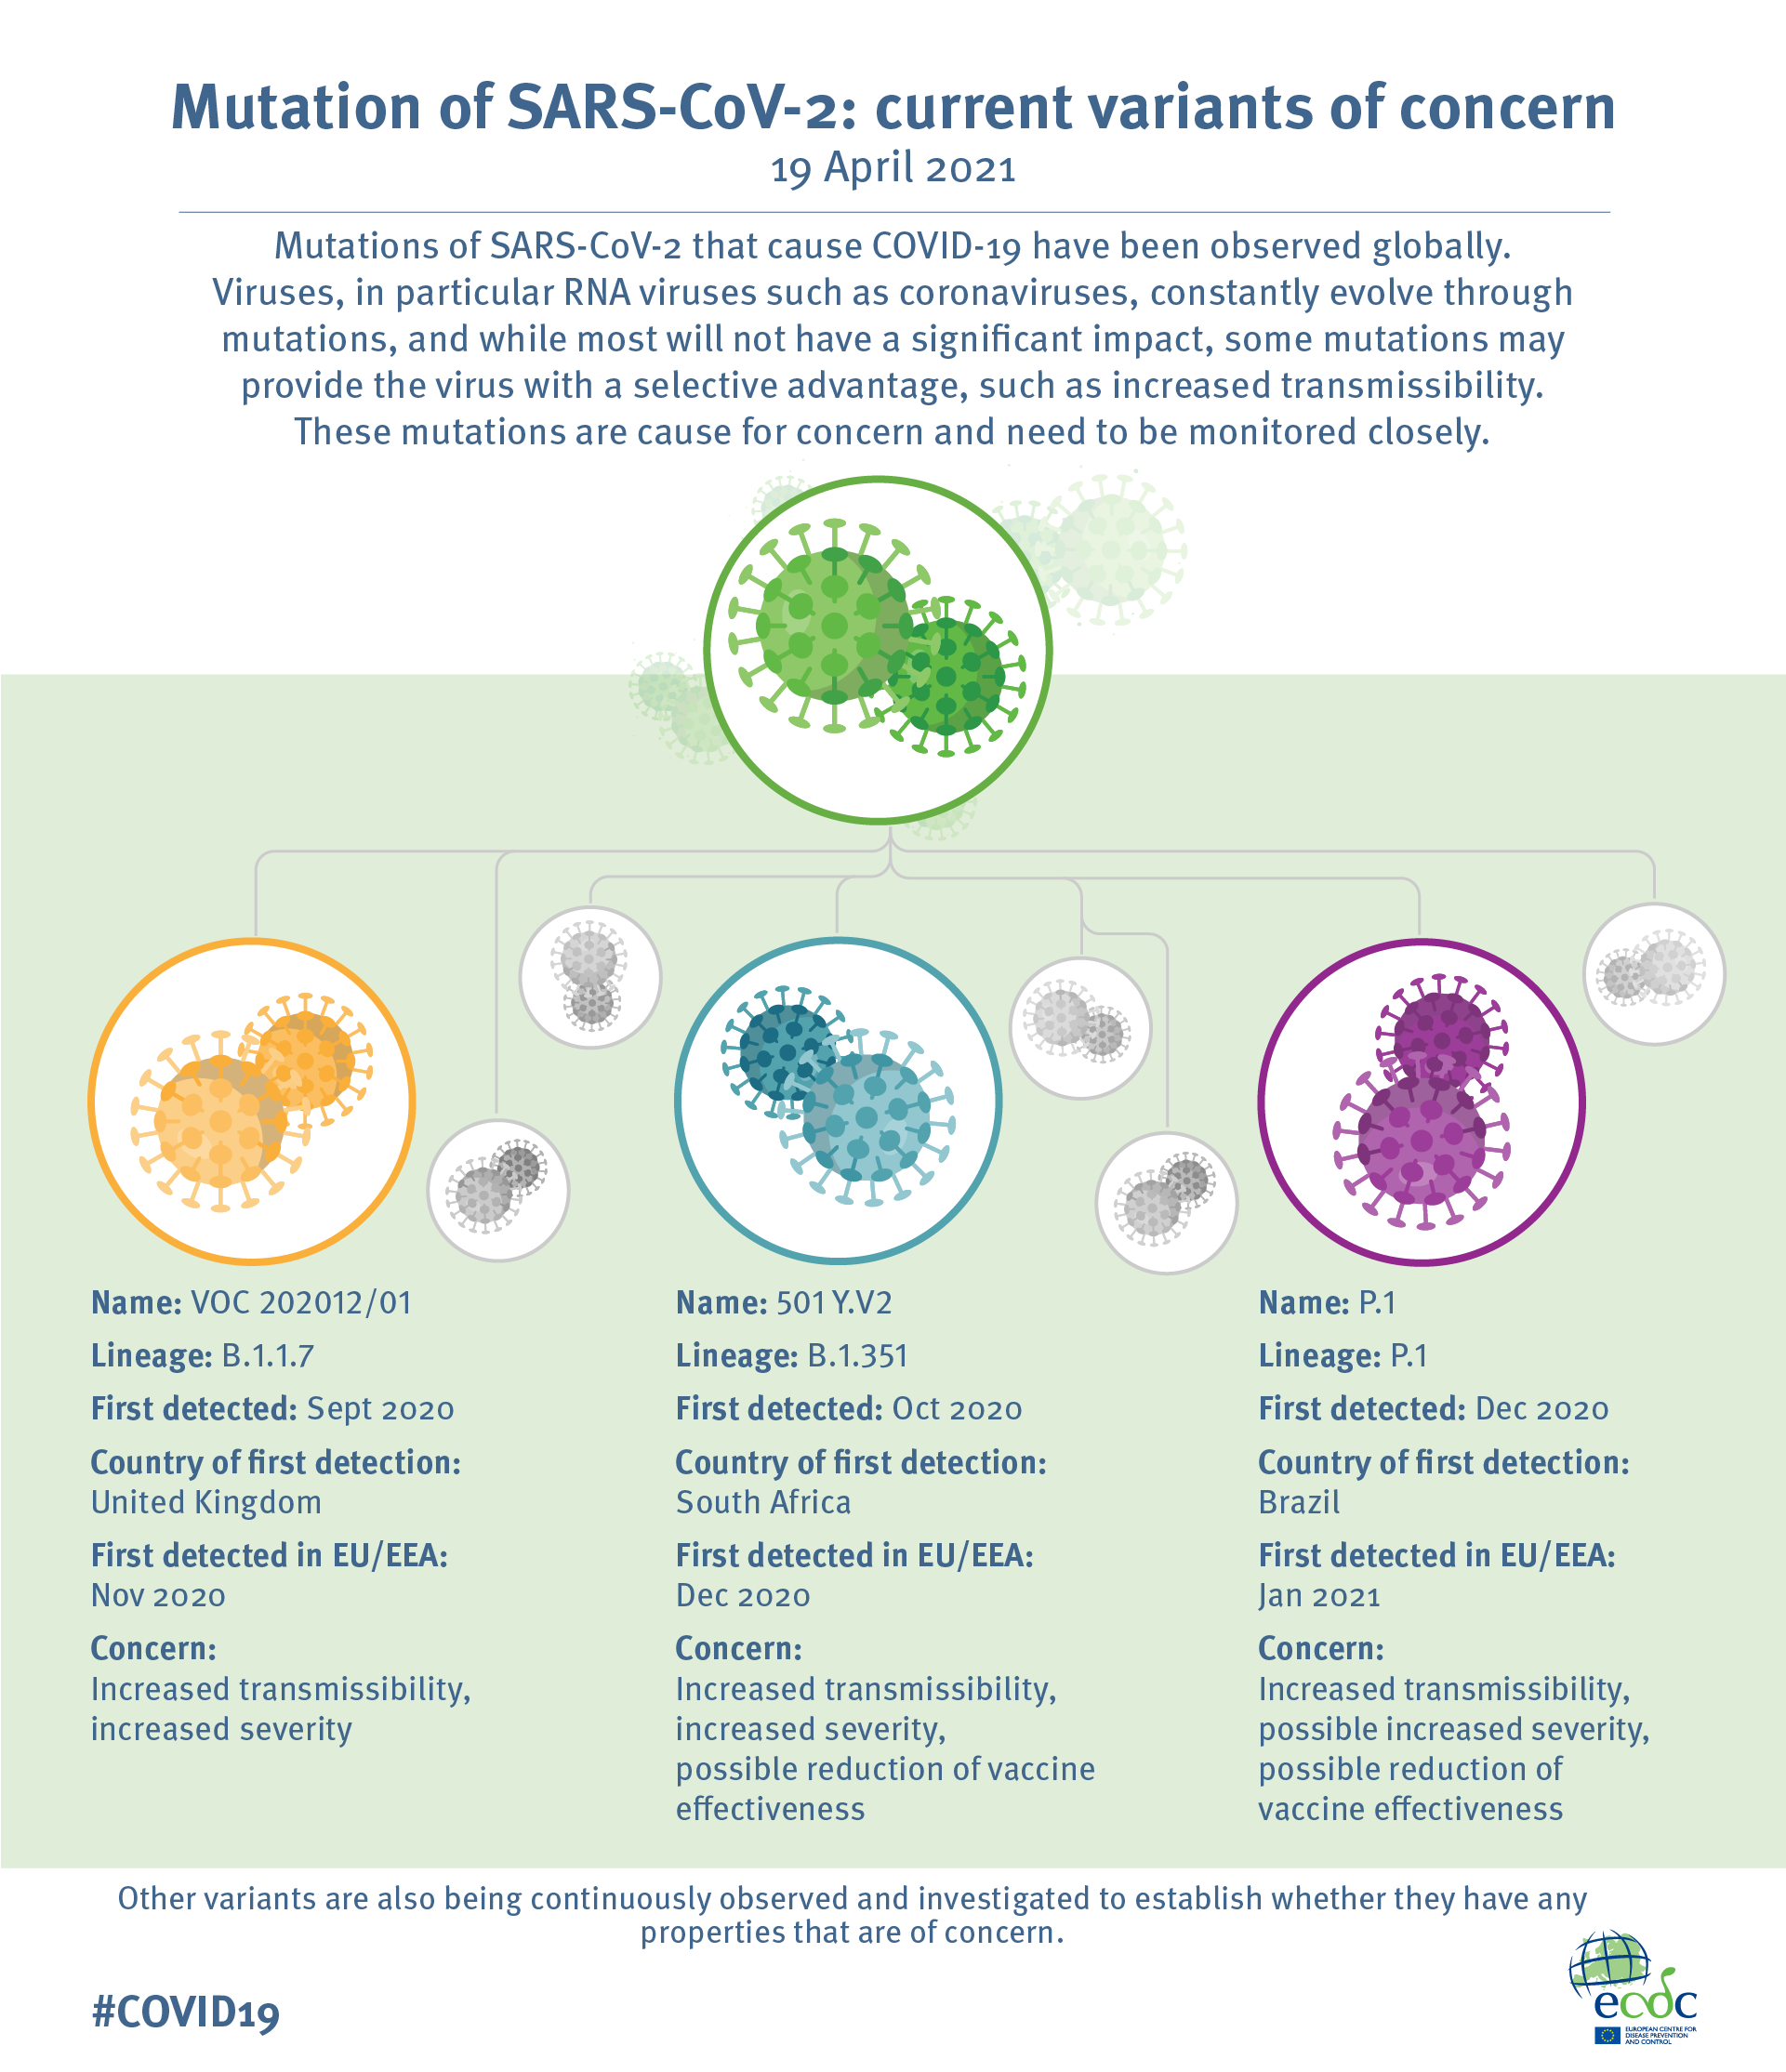 Mutation of SARS-CoV-2: current variants of concern
19 April 2021
Mutations of SARS-CoV-2 that cause COVID-19 have been observed globally.
Viruses, in particular RNA viruses such as coronaviruses, constantly evolve through
mutations, and while most will not have a significant impact, some mutations may
provide the virus with a selective advantage, such as increased transmissibility.
These mutations are cause for concern and need to be monitored closely.
Name: VOC 202012/01
Lineage: B.1.1.7
First detected: Sept 2020
Country of first detection:
United Kingdom
First detected in EU/EEA:
Nov 2020
Concern:
Increased transmissibility,
increased severity
Name: 501 Y.V2
Lineage: B.1.351
First detected: Oct 2020
Country of first detection:
South Africa
First detected in EU/EEA:
Dec 2020
Concern:
Increased transmissibility,
increased severity,
possible reduction of vaccine
effectiveness
Name: P.1
Lineage: P.1
First detected: Dec 2020
Country of first detection:
Brazil
First detected in EU/EEA:
Jan 2021
Concern:
Increased transmissibility,
possible increased severity,
possible reduction of
vaccine effectiveness
Other variants are also being continuously observed and investigated to establish whether they have any
properties that are of concern.
#COVID19
ecdc
EUROPEAN CENTRE FOR
DISEASE PREVENTION
AND CONTROL